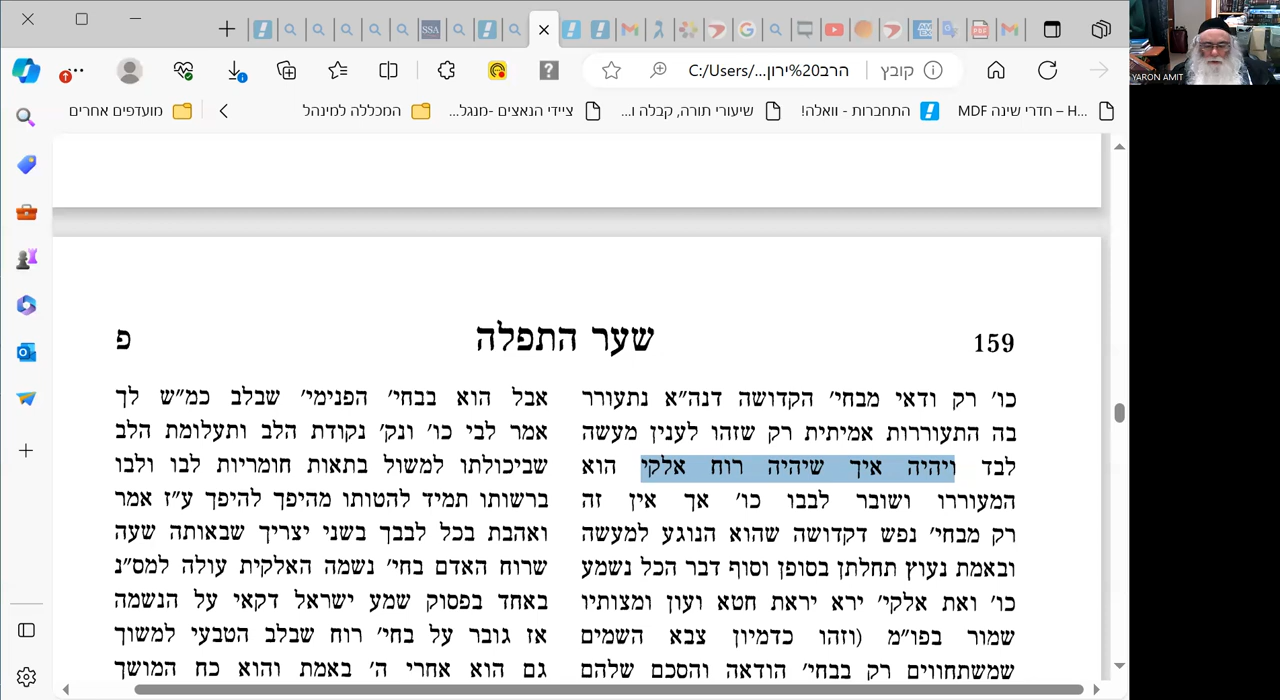 YARON AMIT
C:/Users/...הרב%20ירון
קובץ
H... – חדרי שינה MDF
התחברות - וואלה!
שיעורי תורה, קבלה ו...
ציידי הנאצים -מנגל...
המכללה למינהל
מועדפים אחרים
159
שער התפלה
פ
כו׳ רק ודאי מבחי׳ הקדושה דנה״א נתעורר
בה התעוררות אמיתית רק שזהו לענין מעשה
לבד ויהיה איך שיהיה רוח אלקי הוא
המעוררו ושובר לבבו כו׳ אך אין זה
רק מבחי׳ נפש דקדושה שהוא הנוגע למעשה
ובאמת נעוץ תחלתן בסופן וסוף דבר הכל נשמע
כו׳ ואת אלקי׳ ירא יראת חטא ועון ומצותיו
שמור בפו״מ (וזהו כדמיון צבא השמים
שמשתחווים רק בבחי׳ הודאה והסכם שלהם
אבל הוא בבחי׳ הפנימי׳ שבלב כמ״ש לך
אמר לבי כו׳ ונק׳ נקודת הלב ותעלומת הלב
שביכולתו למשול בתאות חומריות לבו ולבו
ברשותו תמיד להטותו מהיפך להיפך ע״ז אמר
ואהבת בכל לבבך בשני יצריך שבאותה שעה
שרוח האדם בחי׳ נשמה האלקית עולה למס״נ
באחד בפסוק שמע ישראל דקאי על הנשמה
אז גובר על בחי׳ רוח שבלב הטבעי למשוך
גם הוא אחרי ה׳ באמת והוא כח המושך